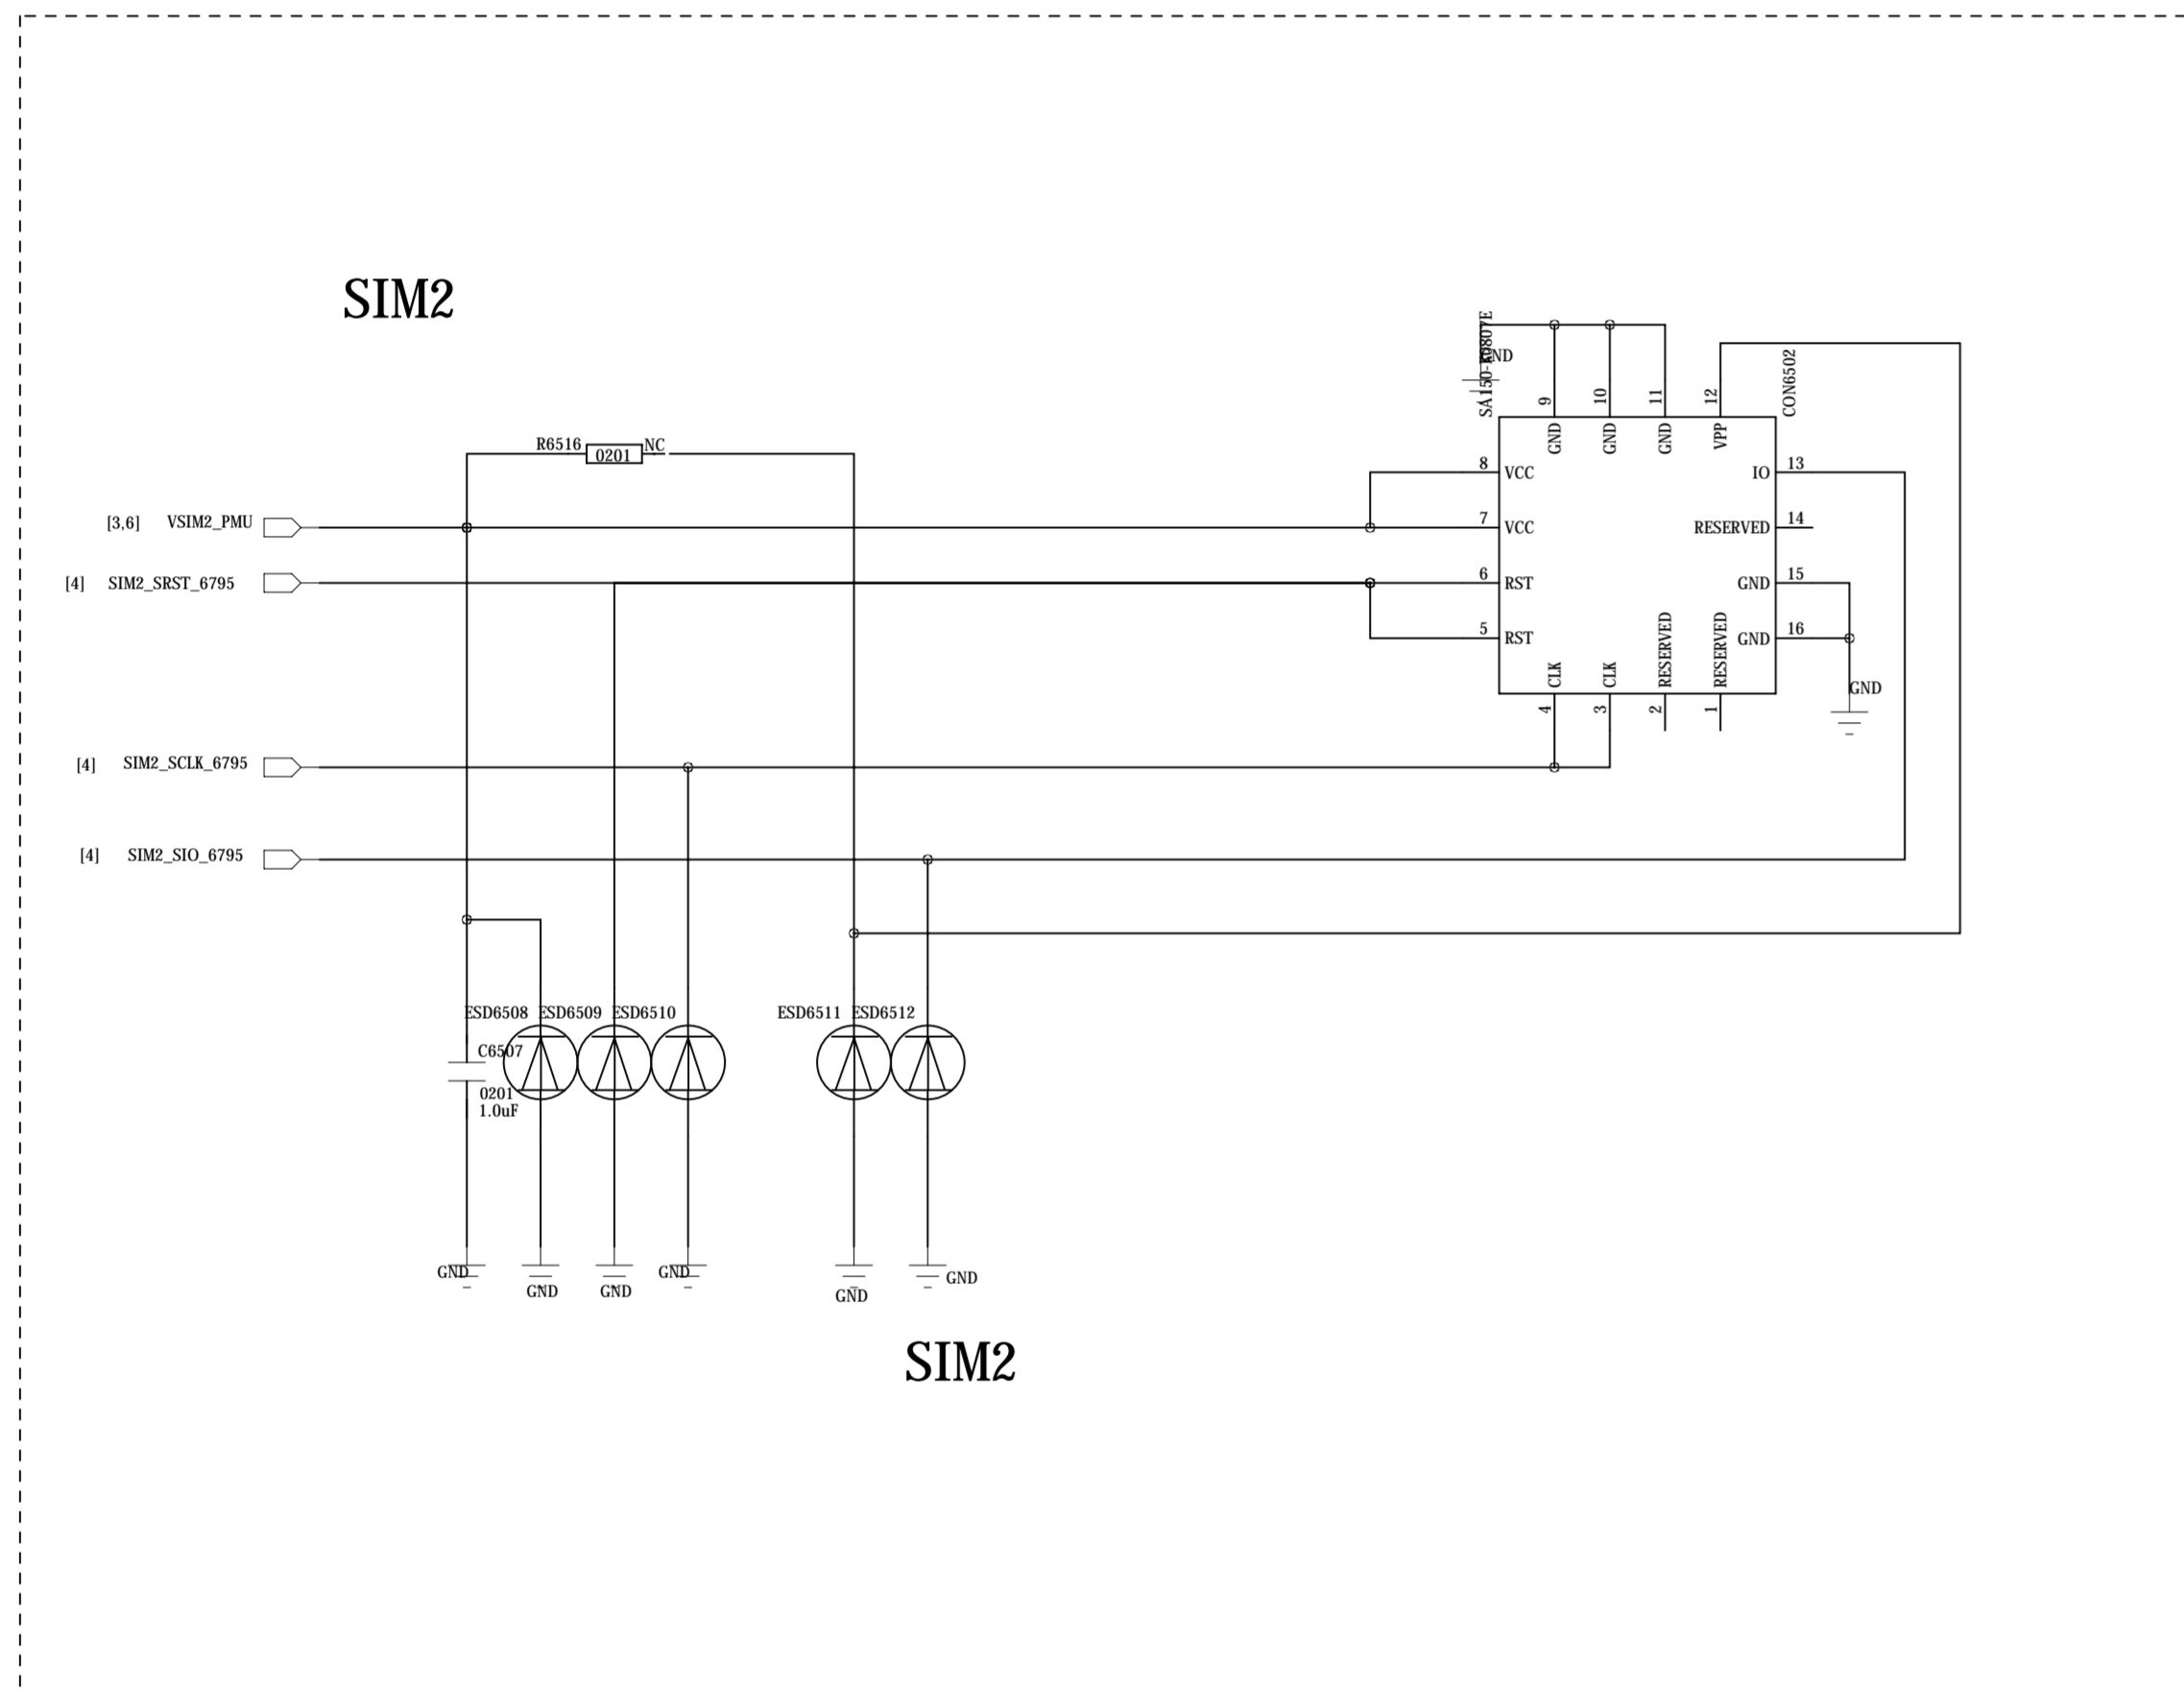 SIM2
SA150-
GND
CON6502
9
10
11
12
GND
GND
GND
VPP
R6516
0201
NC
8
VCC
IO
13
[3,6] VSIM2_PMU
7
VCC
RESERVED
14
[4] SIM2_SRST_6795
6
RST
GND
15
5
RST
GND
16
CLK
CLK
RESERVED
RESERVED
GND
4
3
2
1
[4] SIM2_SCLK_6795
[4] SIM2_SIO_6795
ESD6508
ESD6509
ESD6510
ESD6511
ESD6512
C6507
0201
1.0uF
GND
GND
GND
GND
GND
GND
SIM2